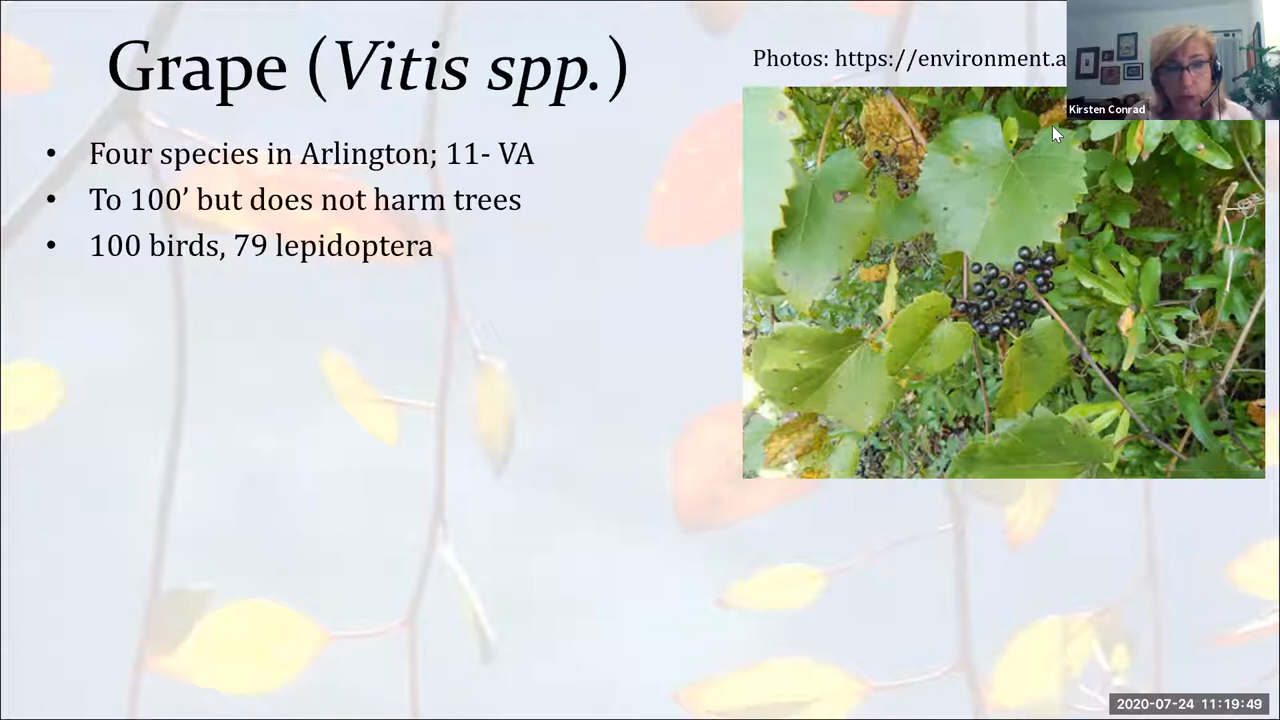 Grape (Vitis spp.)
Photos: https://environment.a
Kirsten Conrad
• Four species in Arlington; 11- VA
• To 100’ but does not harm trees
• 100 birds, 79 lepidoptera
2020-07-24 11:19:49